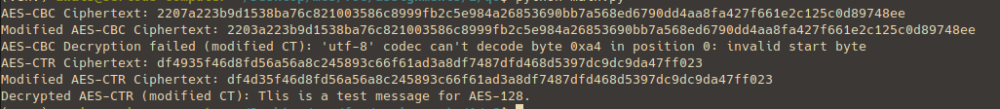 AES-CBC Ciphertext: 2207a223b9d1538ba76c821003586c8999fb2c5e984a26853690bb7a568ed6790dd4aa8fa427f661e2c125c0d89748ee
Modified AES-CBC Ciphertext: 2203a223b9d1538ba76c821003586c8999fb2c5e984a26853690bb7a568ed6790dd4aa8fa427f661e2c125c0d89748ee
AES-CBC Decryption failed (modified CT): 'utf-8' codec can't decode byte 0xa4 in position 0: invalid start byte
AES-CTR Ciphertext: df4935f46d8fd56a56a8c245893c66f61ad3a8df7487dfd468d5397dc9dc9da47ff023
Modified AES-CTR Ciphertext: df4d35f46d8fd56a56a8c245893c66f61ad3a8df7487dfd468d5397dc9dc9da47ff023
Decrypted AES-CTR (modified CT): Tlis is a test message for AES-128.